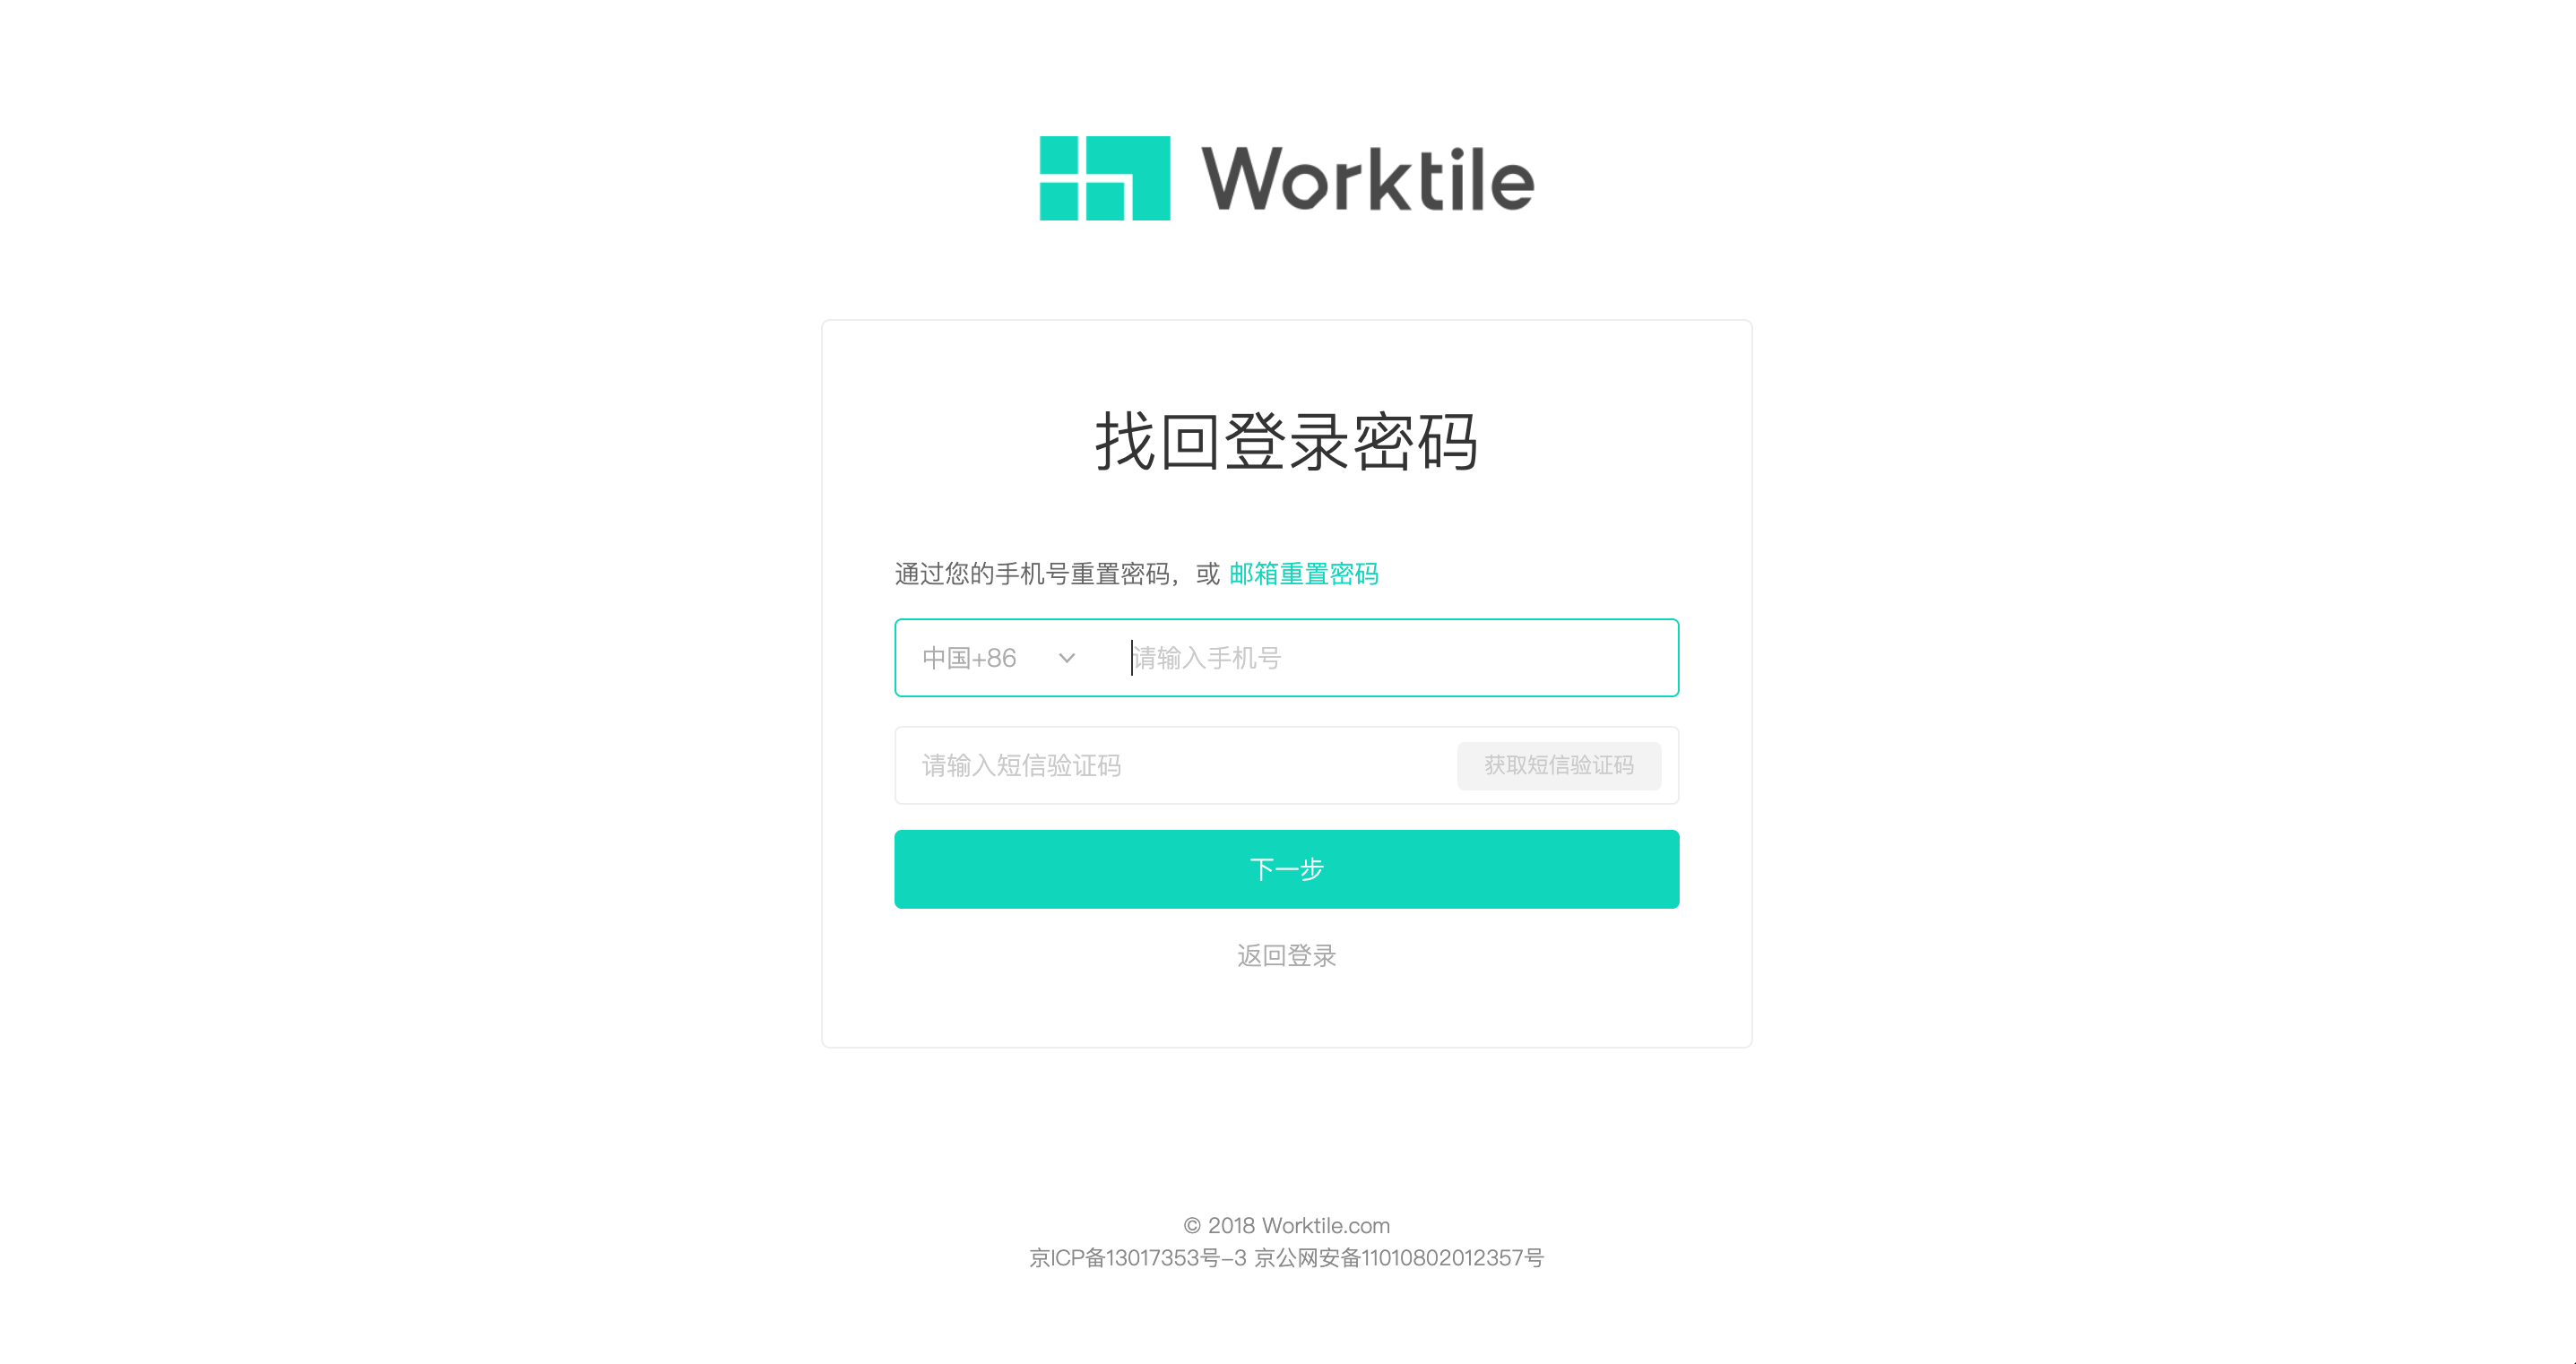 Worktile
找回登录密码
通过您的手机号重置密码，或 邮箱重置密码
中国+86 请输入手机号
请输入短信验证码 获取短信验证码
下一步
返回登录
© 2018 Worktile.com
京ICP备13017353号-3 京公网安备11010802012357号